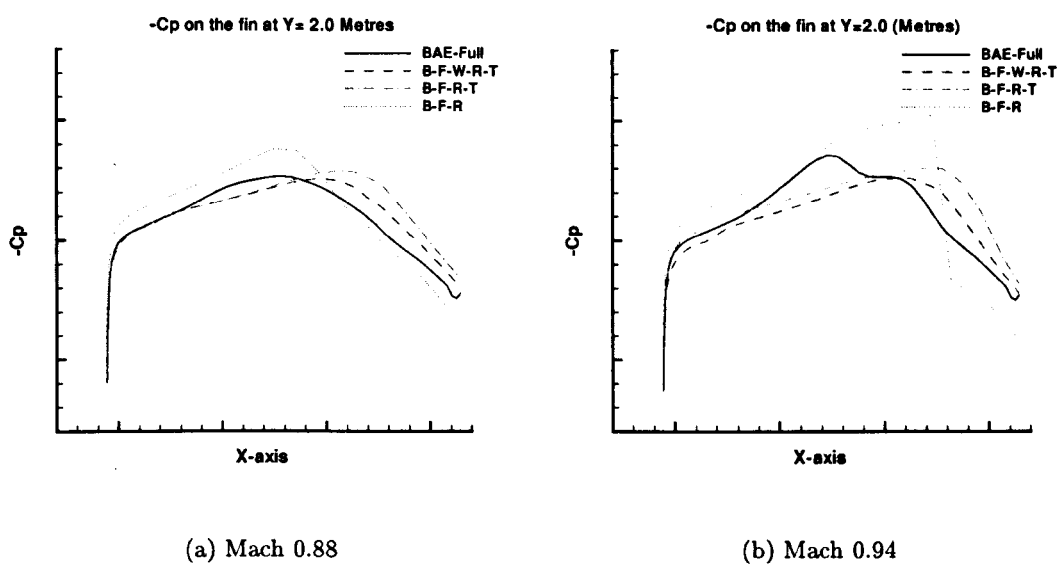 -Cp on the fin at Y= 2.0 Metres
BAE-Full
B-F-W-R-T
B-F-R-T
B-F-R
-Cp
X-axis
(a) Mach 0.88
-Cp on the fin at Y=2.0 (Metres)
BAE-Full
B-F-W-R-T
B-F-R-T
B-F-R
-Cp
X-axis
(b) Mach 0.94